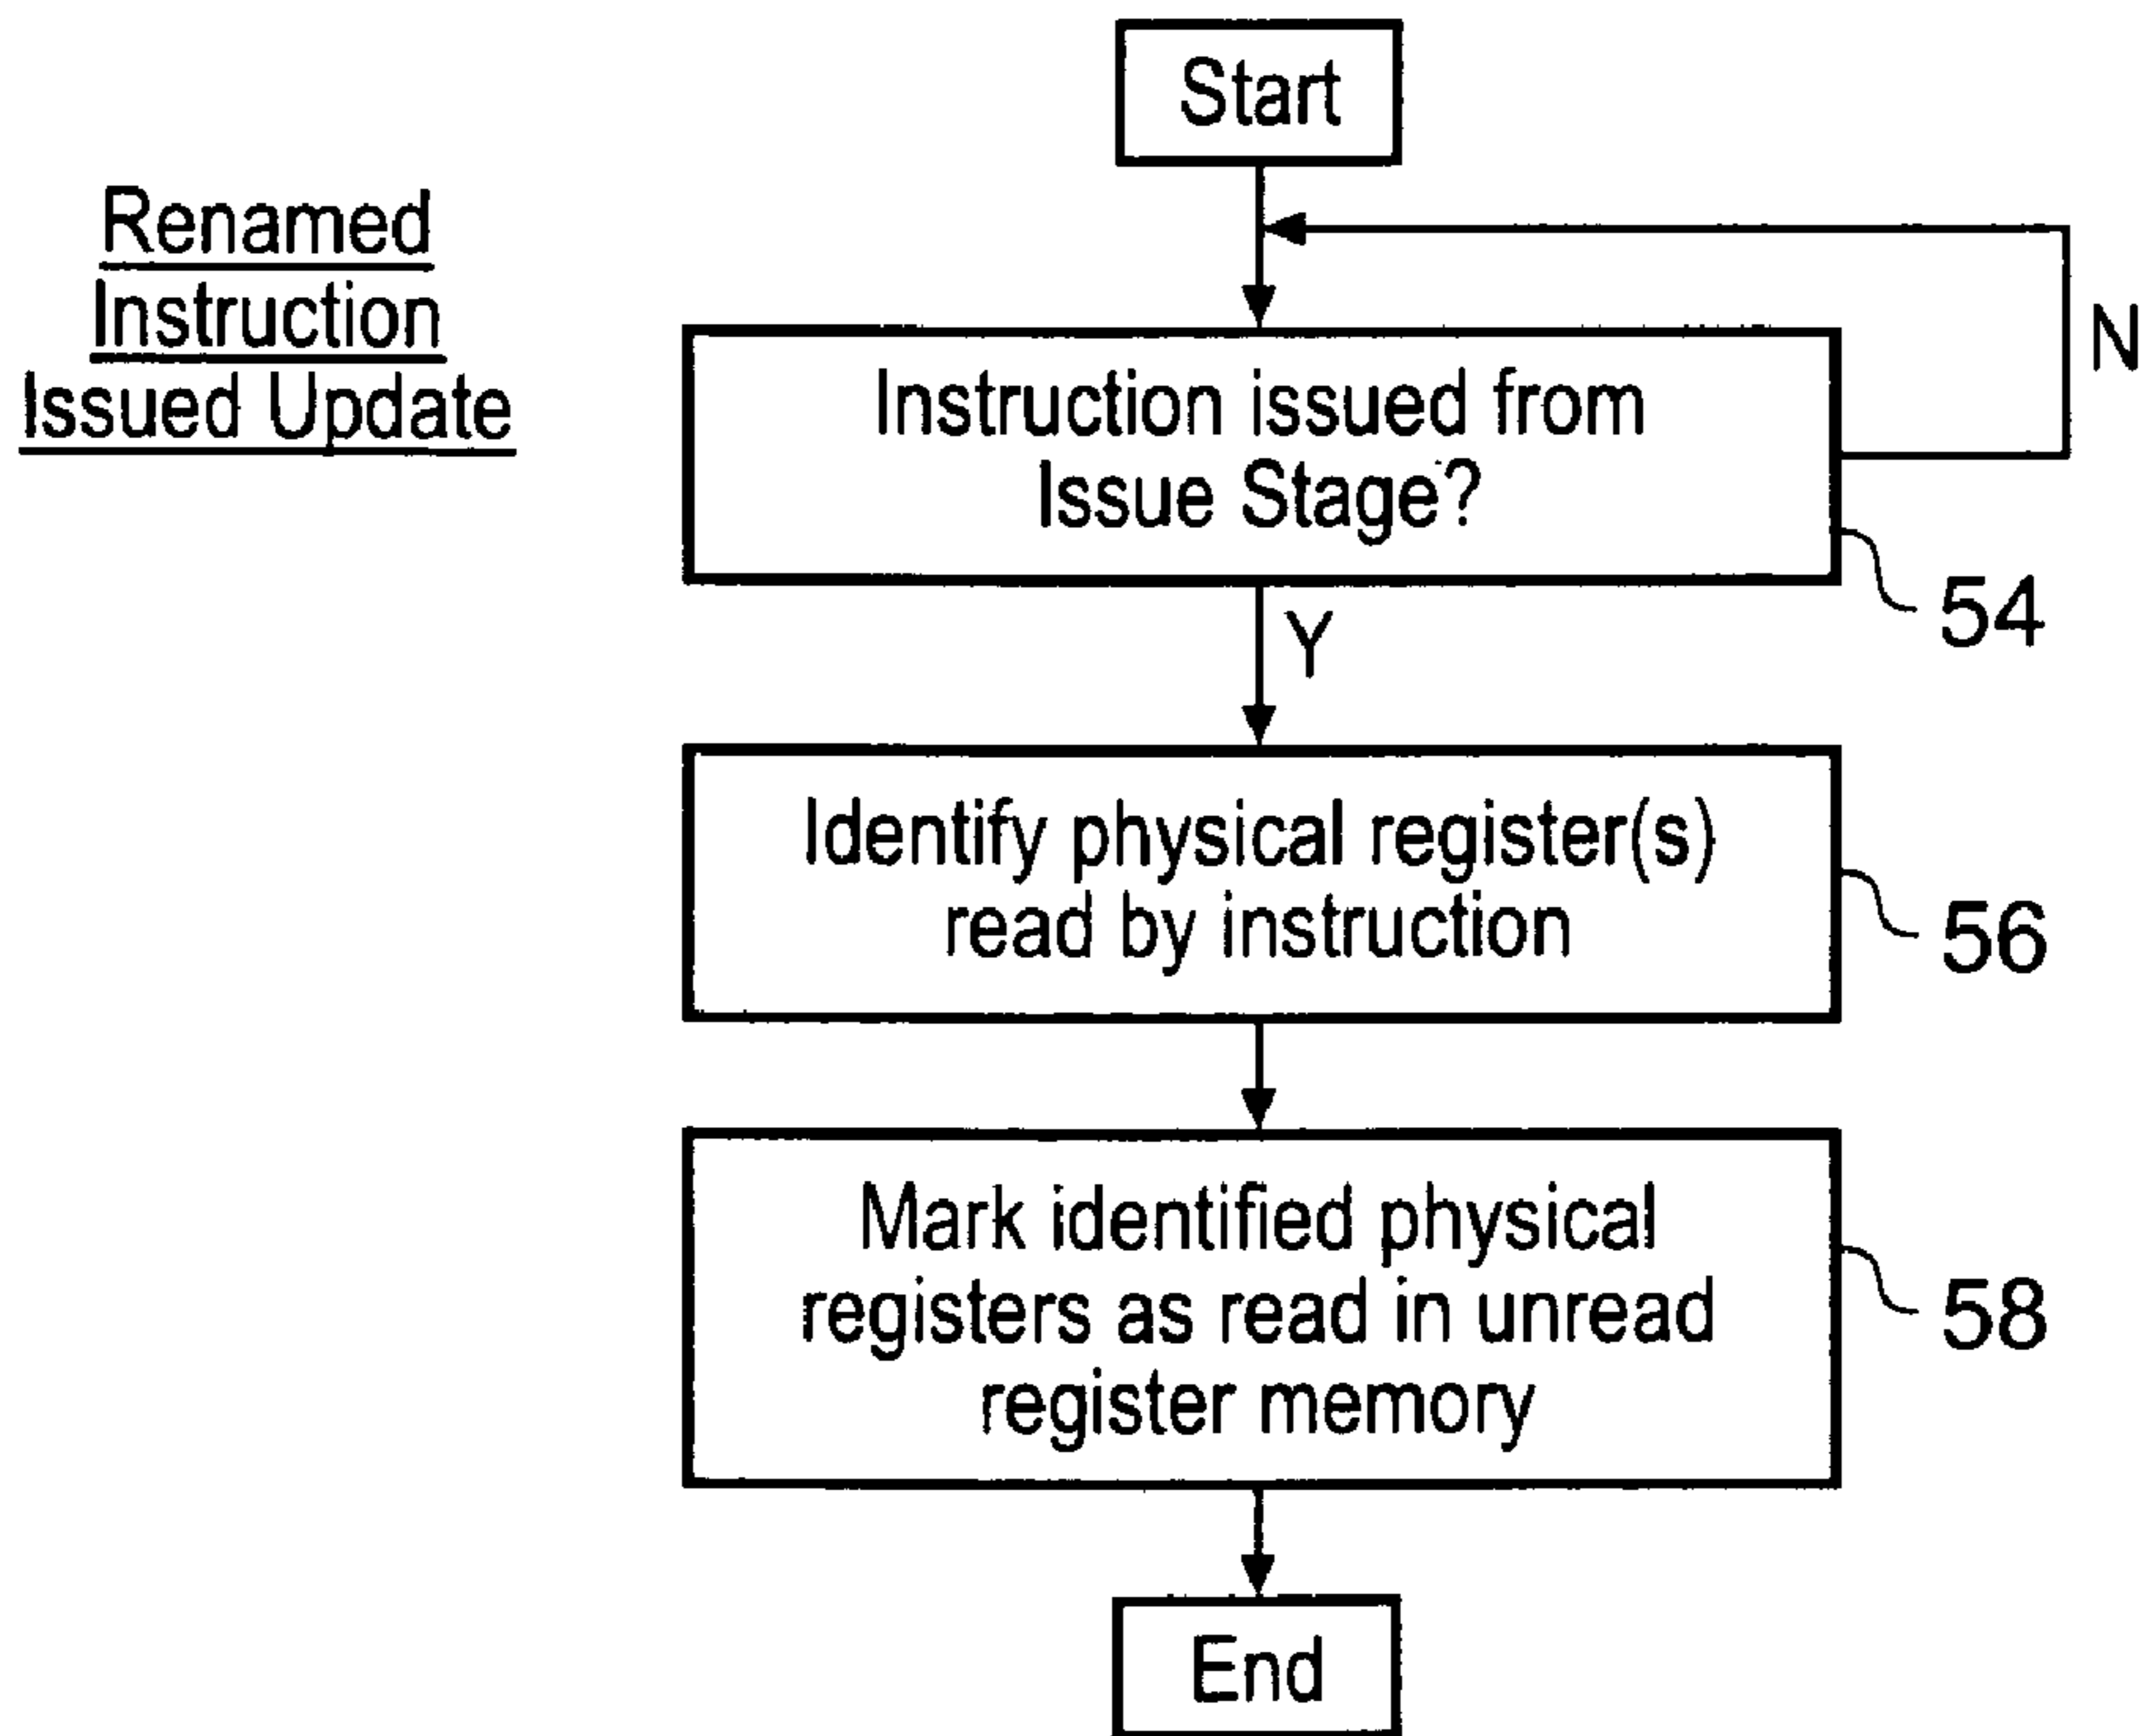 Renamed
Instruction
Issued Update
Start
N
Instruction issued from
Issue Stage?
54
Y
Identify physical register(s)
read by instruction
56
Mark identified physical
registers as read in unread
register memory
58
End